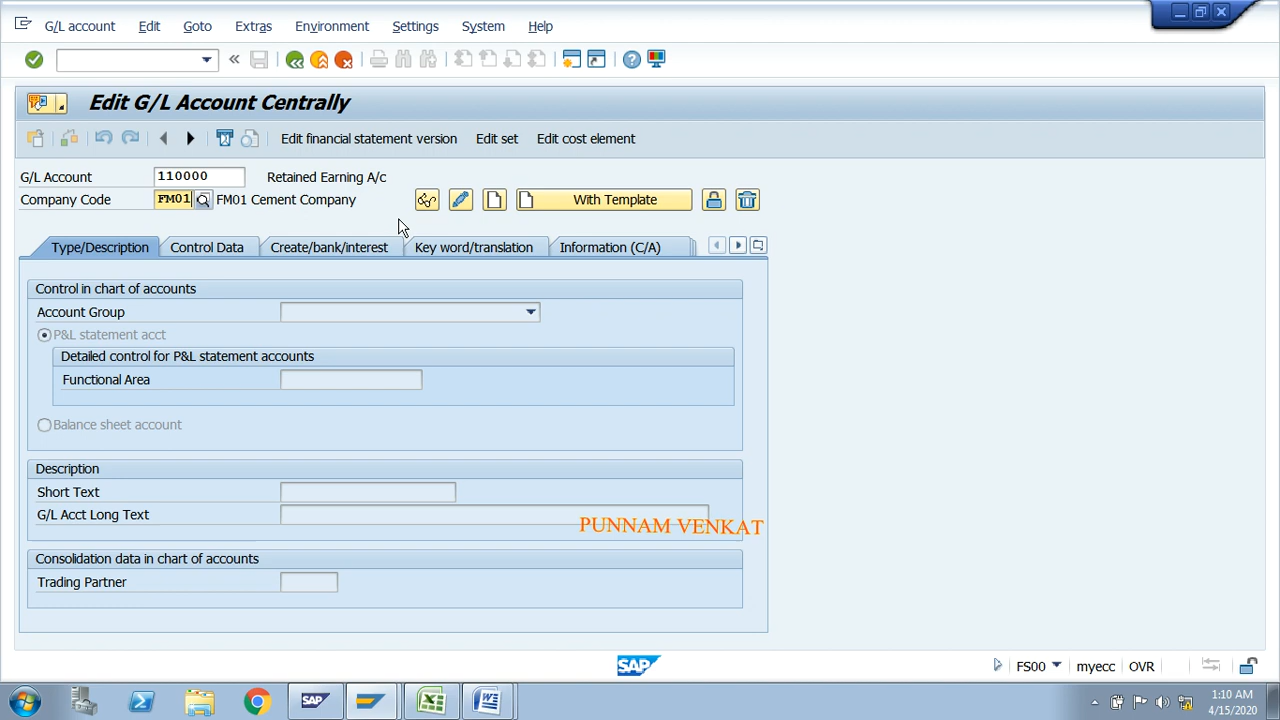 G/L account Edit Goto Extras Environment Settings System Help
Edit G/L Account Centrally
Edit financial statement version Edit set Edit cost element
G/L Account 110000 Retained Earning A/c
Company Code FM01 FM01 Cement Company With Template
Type/Description Control Data Create/bank/interest Key word/translation Information (C/A)
Control in chart of accounts
Account Group
P&L statement acct
Detailed control for P&L statement accounts
Functional Area
Balance sheet account
Description
Short Text
G/L Acct Long Text
PUNNAM VENKAT
Consolidation data in chart of accounts
Trading Partner
SAP FS00 myecc OVR
SAP 1:10 AM
4/15/2020